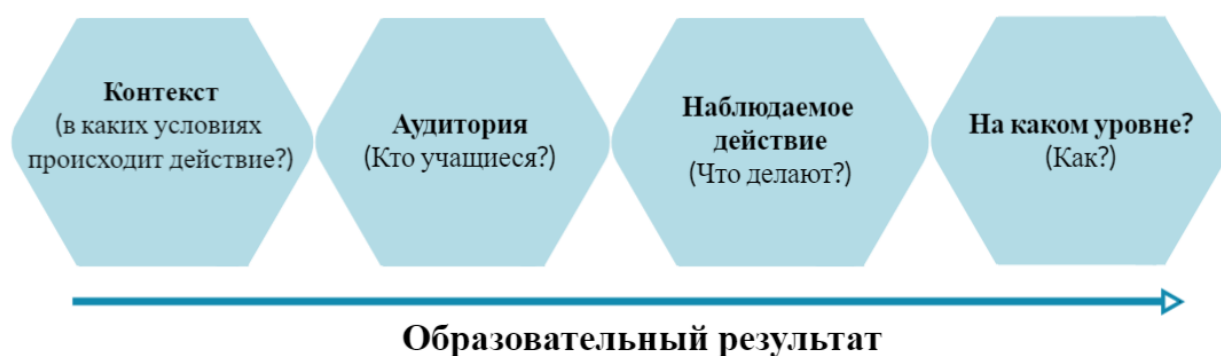 Контекст
(в каких условиях
происходит действие?)
Аудитория
(Кто учащиеся?)
Наблюдаемое
действие
(Что делают?)
На каком уровне?
(Как?)
Образовательный результат